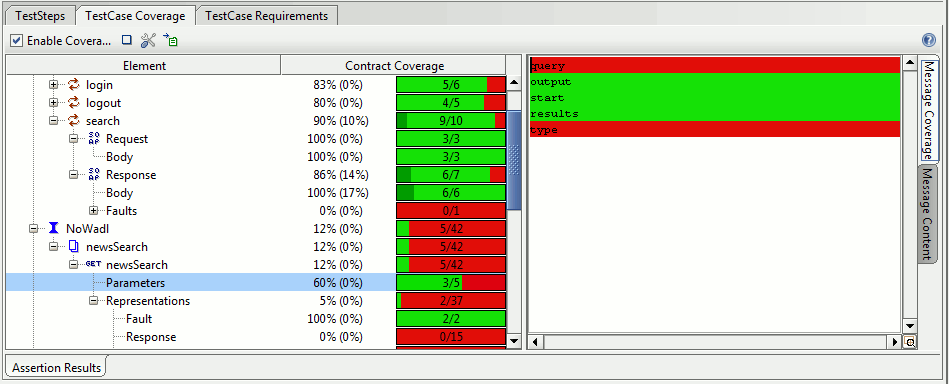 TestSteps TestCase Coverage TestCase Requirements
Enable Covera...
Element Contract Coverage
login 83% (0%) 5/6
logout 80% (0%) 4/5
search 90% (10%) 9/10
SOAP Request 100% (0%) 3/3
Body 100% (0%) 3/3
SOAP Response 86% (14%) 6/7
Body 100% (17%) 6/6
Faults 0% (0%) 0/1
NoWadl 12% (0%) 5/42
newSearch 12% (0%) 5/42
GET newsSearch 12% (0%) 5/42
Parameters 60% (0%) 3/5
Representations 5% (0%) 2/37
Fault 100% (0%) 2/2
Response 0% (0%) 0/15
query
output
start
results
type
Message Coverage
Message Content
Assertion Results